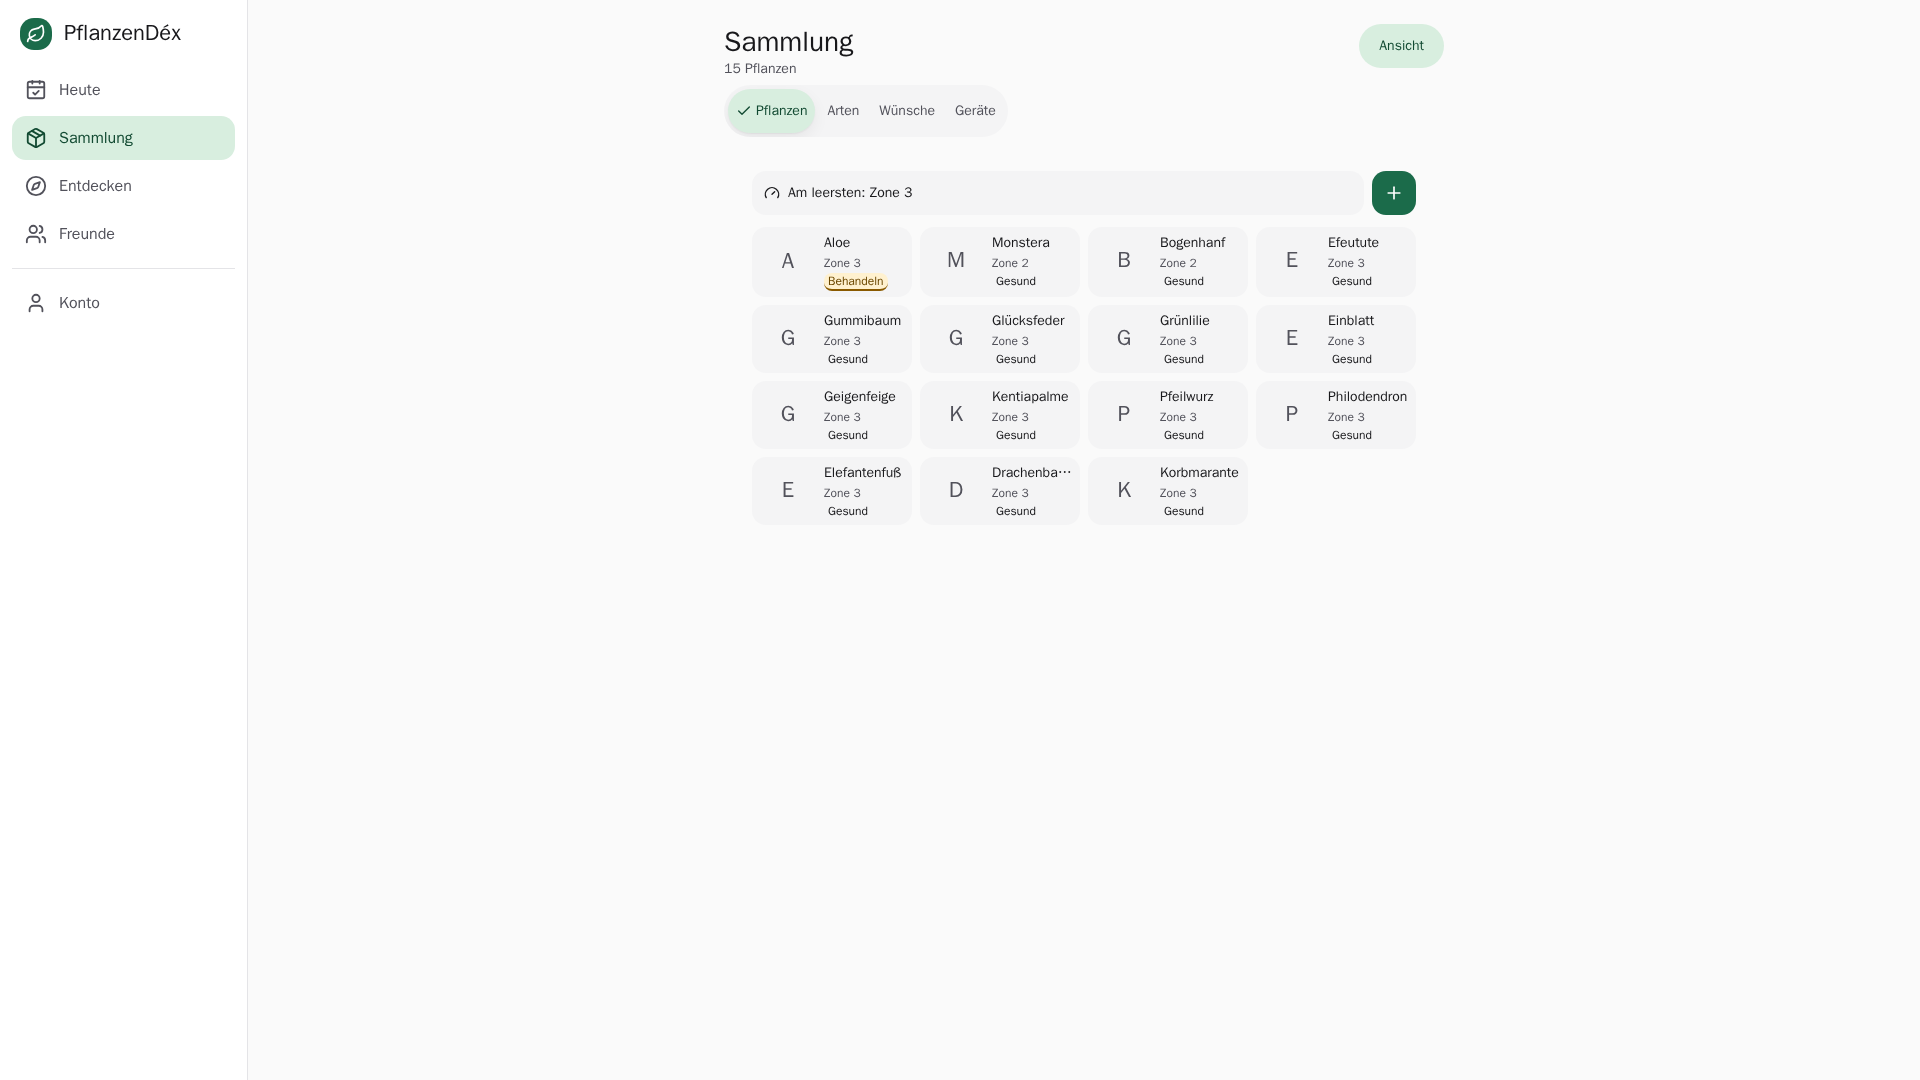 PflanzenDéx
Heute
Sammlung
Entdecken
Freunde
Konto
Sammlung
15 Pflanzen
Ansicht
Pflanzen
Arten
Wünsche
Geräte
Am leersten: Zone 3
A
Aloe
Zone 3
Behandeln
M
Monstera
Zone 2
Gesund
B
Bogenhanf
Zone 2
Gesund
E
Efeutute
Zone 3
Gesund
G
Gummibaum
Zone 3
Gesund
G
Glücksfeder
Zone 3
Gesund
G
Grünlilie
Zone 3
Gesund
E
Einblatt
Zone 3
Gesund
G
Geigenfeige
Zone 3
Gesund
K
Kentiapalme
Zone 3
Gesund
P
Pfeilwurz
Zone 3
Gesund
P
Philodendron
Zone 3
Gesund
E
Elefantenfuß
Zone 3
Gesund
D
Drachenba…
Zone 3
Gesund
K
Korbmarante
Zone 3
Gesund